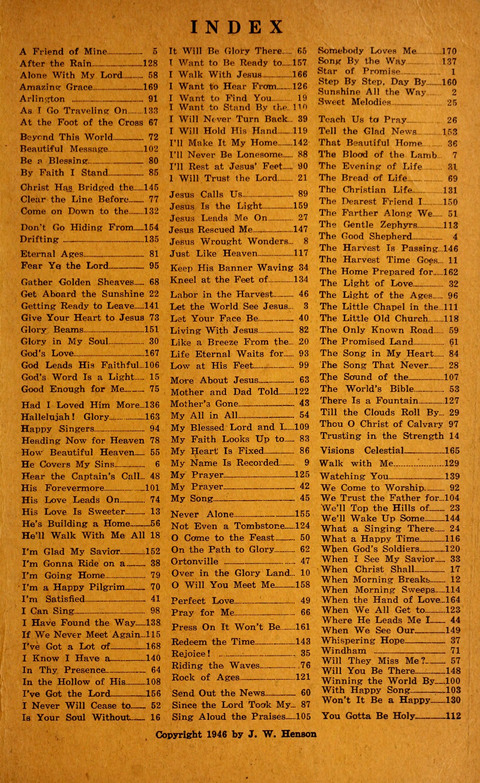 INDEX
A Friend of Mine 5
After the Rain 128
Alone With My Lord 58
Amazing Grace 169
Arlington 91
As I Go Traveling On 133
At the Foot of the Cross 67
Beyond This World 72
Beautiful Message 102
Be a Blessing 80
By Faith I Stand 85
Christ Has Bridged the 145
Clear the Line Before 77
Come on Down to the 132
Don't Go Hiding From 154
Drifting 135
Eternal Ages 81
Fear Ye the Lord 95
Gather Golden Sheaves 68
Get Aboard the Sunshine 22
Getting Ready to Leave 141
Give Your Heart to Jesus 73
Glory Beams 151
Glory in My Soul 30
God's Love 167
God Leads His Faithful 106
God's Word Is a Light 15
Good Enough for Me 75
Had I Loved Him More 136
Hallelujah! Glory 163
Happy Singers 94
Heading Now for Heaven 78
How Beautiful Heaven 55
He Covers My Sins 6
Hear the Captain's Call 48
His Forevermore 101
His Love Leads On 74
His Love Is Sweeter 13
He's Building a Home 56
He'll Walk With Me All 18
I'm Glad My Savior 152
I'm Gonna Ride on a 38
I'm Going Home 79
I'm a Happy Pilgrim 70
I'm Satisfied 41
I Can Sing 98
I Have Found the Way 138
If We Never Meet Again 115
I've Got a Lot of 168
I Know I Have a 140
In Thy Presence 64
In the Hollow of His 108
I've Got the Lord 156
I Never Will Cease to 52
Is Your Soul Without 16
It Will Be Glory There 65
I Want to Be Ready to 157
I Walk With Jesus 166
I Want to Hear From 126
I Want to Find You 19
I Want to Stand By the 110
I Will Never Turn Back 39
I Will Hold His Hand 119
I'll Make It My Home 142
I'll Never Be Lonesome 88
I'll Rest at Jesus' Feet 90
I Will Trust the Lord 21
Jesus Calls Us 89
Jesus Is the Light 159
Jesus Leads Me On 27
Jesus Rescued Me 147
Jesus Wrought Wonders 8
Just Like Heaven 117
Keep His Banner Waving 34
Kneel at the Feet of 134
Labor in the Harvest 46
Let the World See Jesus 3
Let Your Face Be 40
Living With Jesus 82
Like a Breeze From the 20
Life Eternal Waits for 93
Low at His Feet 99
More About Jesus 63
Mother and Dad Told 122
Mother's Gone 43
My All in All 54
My Blessed Lord and I 109
My Faith Looks Up to 83
My Heart Is Fixed 86
My Name Is Recorded 9
My Prayer 125
My Prayer 42
My Song 45
Never Alone 155
Not Even a Tombstone 124
O Come to the Feast 50
On the Path to Glory 62
Ortonville 47
Over in the Glory Land 10
O Will You Meet Me 158
Perfect Love 49
Pray for Me 66
Press On It Won't Be 161
Redeem the Time 143
Rejoice! 35
Riding the Waves 76
Rock of Ages 121
Send Out the News 60
Since the Lord Took My 87
Sing Aloud the Praises 105
Somebody Loves Me 170
Song By the Way 137
Star of Promise 1
Step By Step, Day By 160
Sunshine All the Way 2
Sweet Melodies 25
Teach Us to Pray 26
Tell the Glad News 153
That Beautiful Home 36
The Blood of the Lamb 7
The Evening of Life 31
The Bread of Life 69
The Christian Life 131
The Dearest Friend I 150
The Farther Along We 51
The Gentle Zephyrs 113
The Good Shepherd 4
The Harvest Is Passing 146
The Harvest Time Goes 11
The Home Prepared for 162
The Light of Love 32
The Light of the Ages 96
The Little Chapel in the 111
The Little Old Church 118
The Only Known Road 59
The Promised Land 61
The Song in My Heart 84
The Song That Never 28
The Sound of the 107
The World's Bible 53
There Is a Fountain 127
Till the Clouds Roll By 29
Thou O Christ of Calvary 97
Trusting in the Strength 14
Visions Celestial 165
Walk with Me 129
Watching You 139
We Come to Worship 92
We Trust the Father for 104
We'll Top the Hills of 23
We'll Wake Up Some 144
What a Singing There 24
What a Happy Time 116
When God's Soldiers 120
When I See My Savior 33
When Christ Shall 17
When Morning Breaks 12
When Morning Sweeps 114
When the Hand of Love 164
When We All Get to 123
Where He Leads Me I 44
When We See Our 149
Whispering Hope 37
Windham 71
Will They Miss Me? 57
Will You Be There 148
Winning the World By 100
With Happy Song 103
Won't It Be a Happy 130
You Gotta Be Holy 112
Copyright 1946 by J. W. Henson